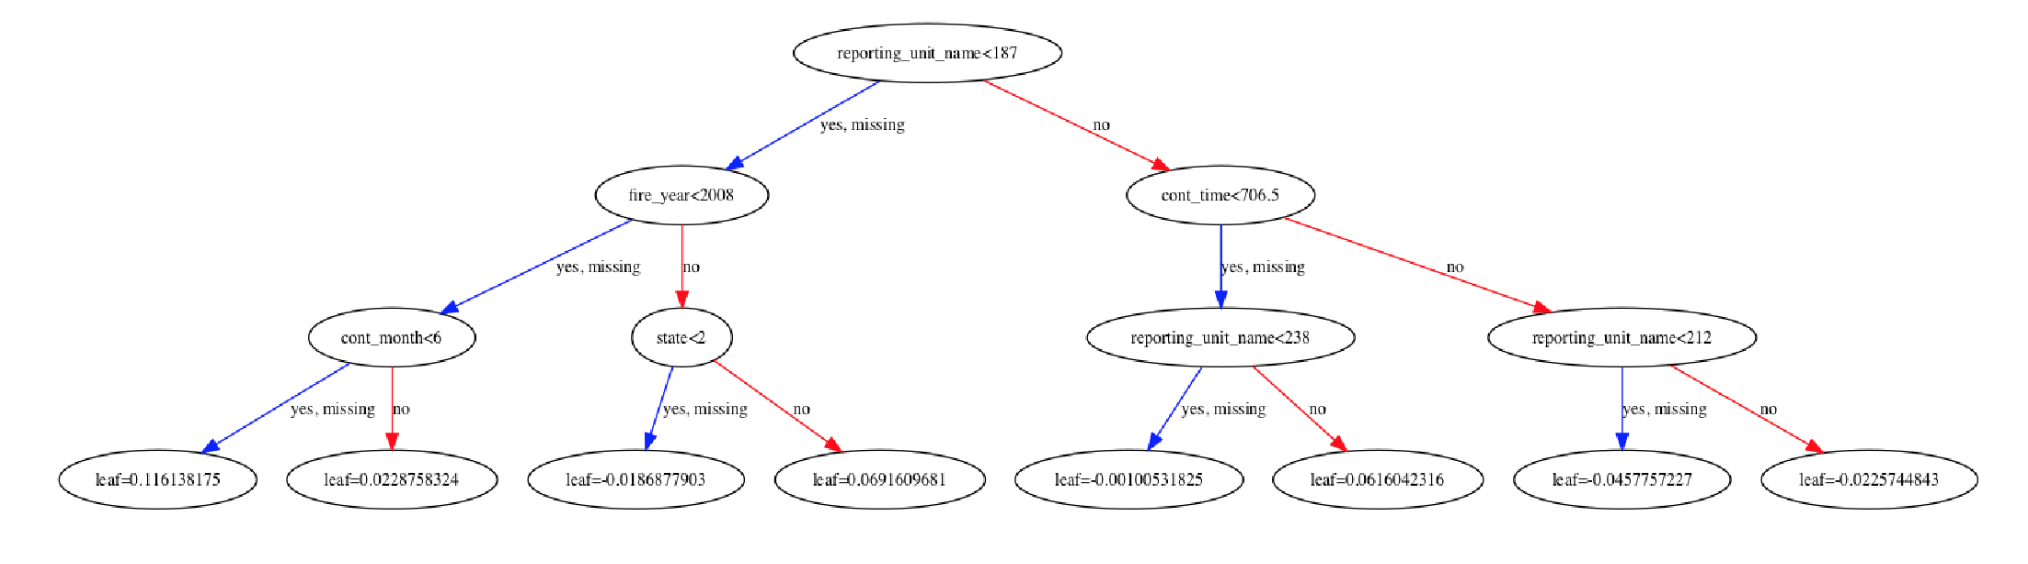 reporting_unit_name<187
yes, missing
no
fire_year<2008
cont_time<706.5
yes, missing
no
yes, missing
no
cont_month<6
state<2
reporting_unit_name<238
reporting_unit_name<212
yes, missing
no
yes, missing
no
yes, missing
no
yes, missing
no
leaf=0.116138175
leaf=0.0228758324
leaf=-0.0186877903
leaf=0.0691609681
leaf=-0.00100531825
leaf=0.0616042316
leaf=-0.0457757227
leaf=-0.0225744843